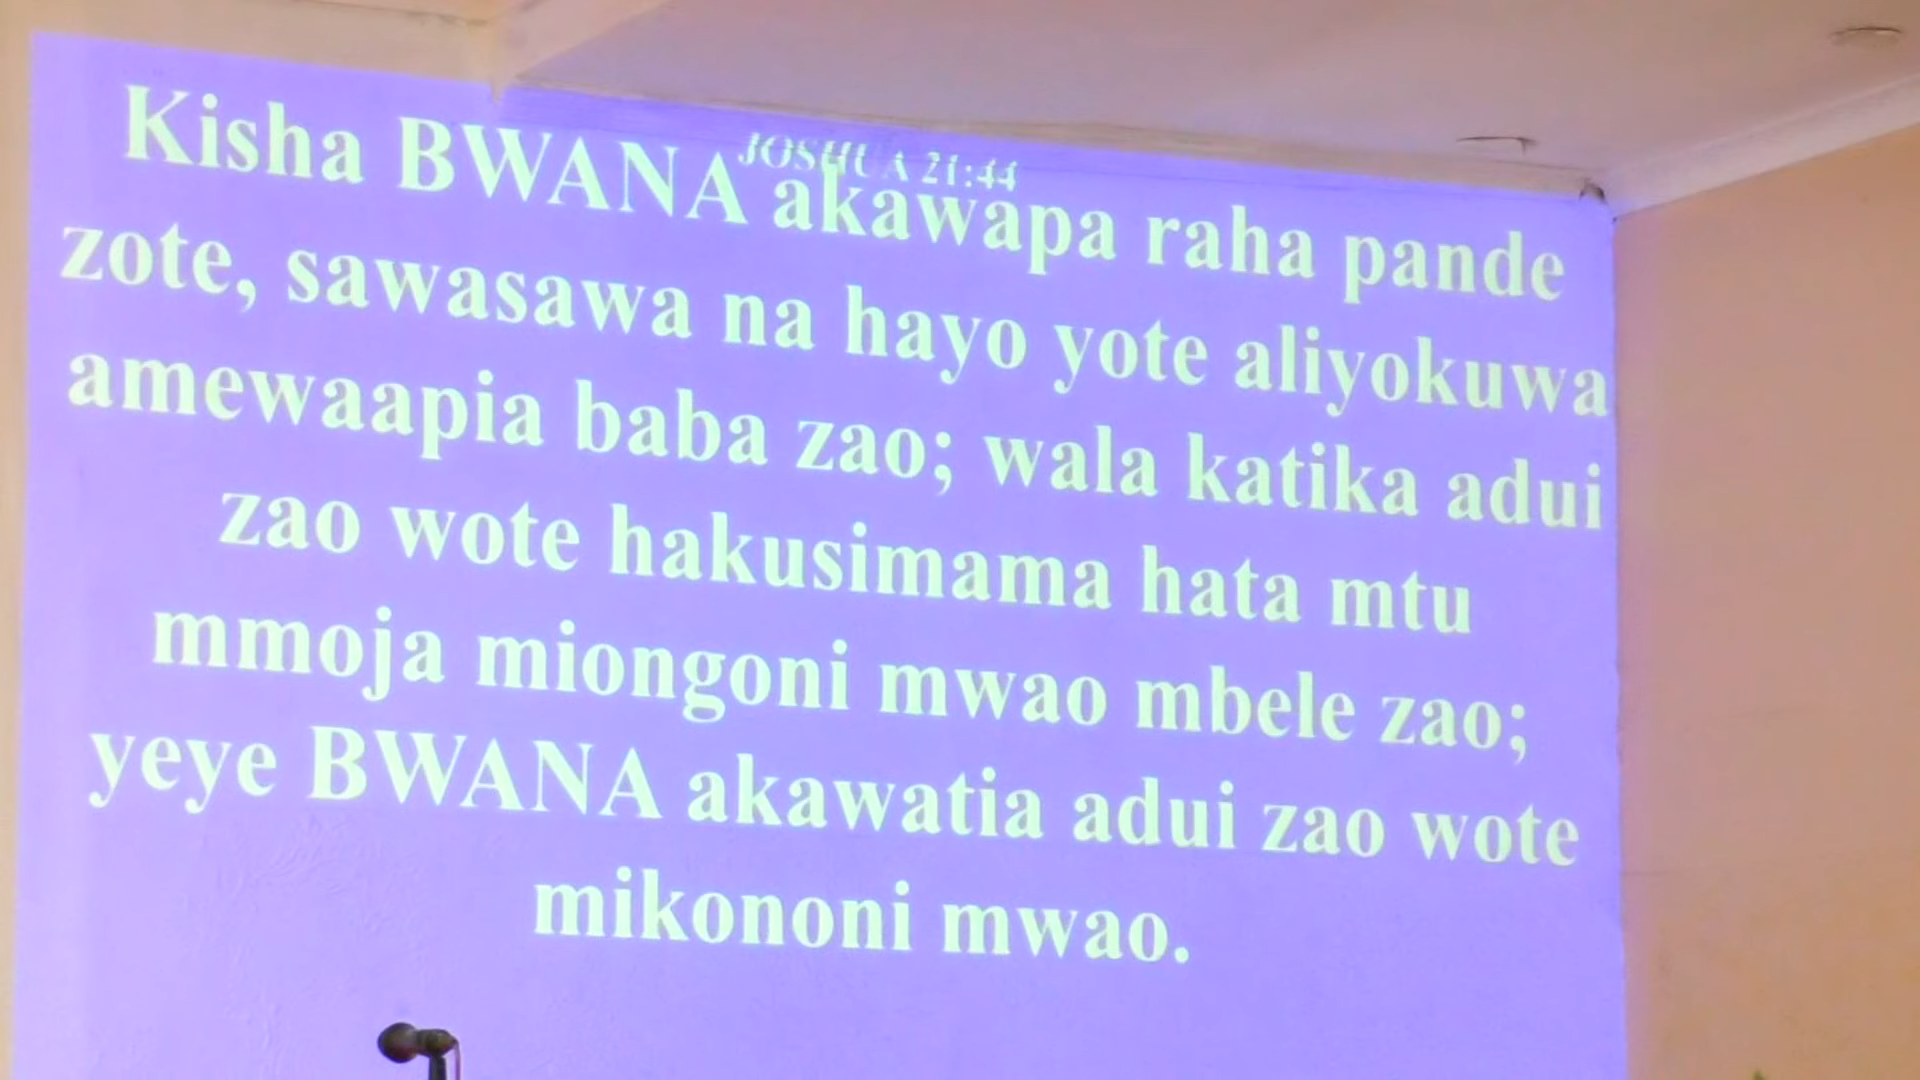 JOSHUA 21:44
Kisha BWANA akawapa raha pande
zote, sawasawa na hayo yote aliyokuwa
amewaapia baba zao; wala katika adui
zao wote hakusimama hata mtu
mmoja miongoni mwao mbele zao;
yeye BWANA akawatia adui zao wote
mikononi mwao.